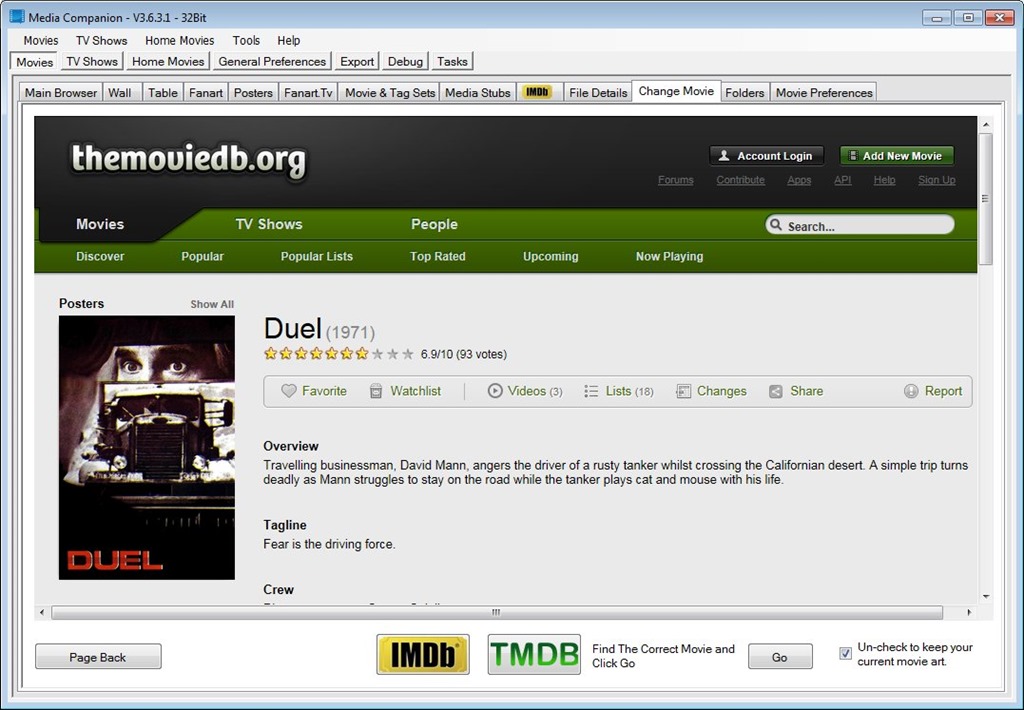 Media Companion - V3.6.3.1 - 32Bit
Movies TV Shows Home Movies Tools Help
Movies TV Shows Home Movies General Preferences Export Debug Tasks
Main Browser Wall Table Fanart Posters Fanart.Tv Movie & Tag Sets Media Stubs IMDb File Details Change Movie Folders Movie Preferences
themoviedb.org
Account Login Add New Movie
Forums Contribute Apps API Help Sign Up
Movies TV Shows People Search...
Discover Popular Popular Lists Top Rated Upcoming Now Playing
Posters Show All
DUEL
Duel (1971)
6.9/10 (93 votes)
Favorite Watchlist Videos (3) Lists (18) Changes Share Report
Overview
Travelling businessman, David Mann, angers the driver of a rusty tanker whilst crossing the Californian desert. A simple trip turns
deadly as Mann struggles to stay on the road while the tanker plays cat and mouse with his life.
Tagline
Fear is the driving force.
Crew
Page Back
IMDb
TMDB
Find The Correct Movie and
Click Go
Go
Un-check to keep your
current movie art.